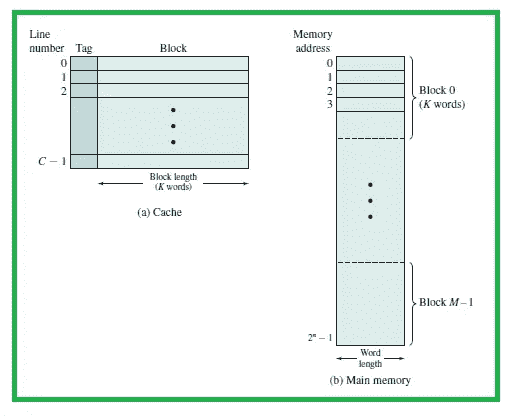 Line
number Tag Block
0
1
2
C – 1
Block length
(K words)
(a) Cache
Memory
address
0
1
2
3
Block 0
(K words)
Block M–1
2ⁿ – 1
Word
length
(b) Main memory